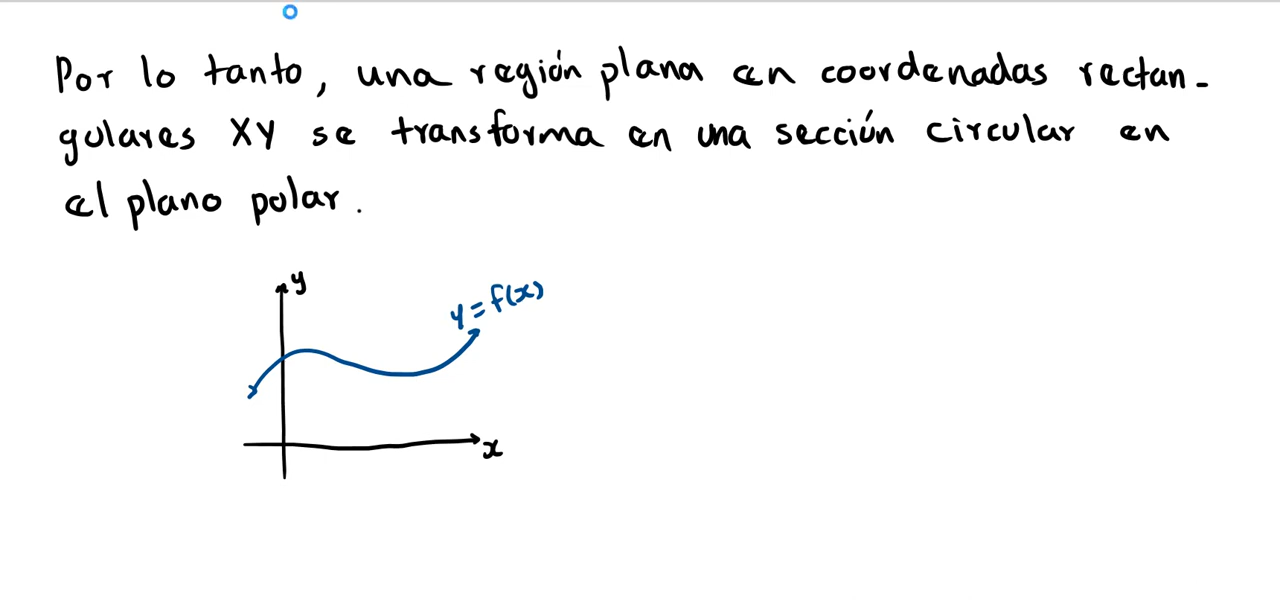 Por lo tanto, una región plana en coordenadas rectan-
gulares XY se transforma en una sección circular en
el plano polar.
y
y = f(x)
x